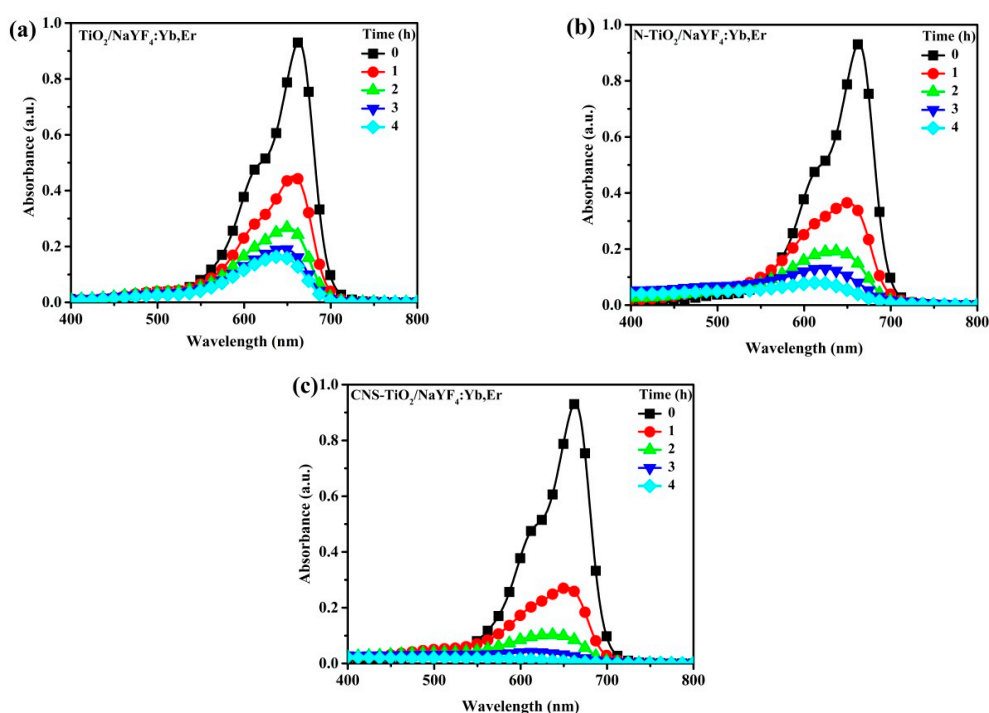 (a)
TiO2/NaYF4:Yb,Er
Time (h)
0
1
2
3
4
1.0
0.8
0.6
0.4
0.2
0.0
Absorbance (a.u.)
400 500 600 700 800
Wavelength (nm)
(b)
N-TiO2/NaYF4:Yb,Er
Time (h)
0
1
2
3
4
1.0
0.8
0.6
0.4
0.2
0.0
Absorbance (a.u.)
400 500 600 700 800
Wavelength (nm)
(c)
CNS-TiO2/NaYF4:Yb,Er
Time (h)
0
1
2
3
4
1.0
0.8
0.6
0.4
0.2
0.0
Absorbance (a.u.)
400 500 600 700 800
Wavelength (nm)